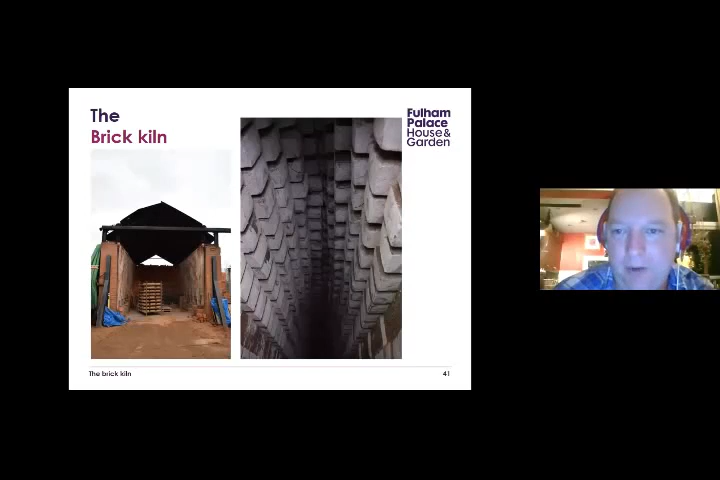 The
Brick kiln
Fulham
Palace
House&
Garden
The brick kiln
41